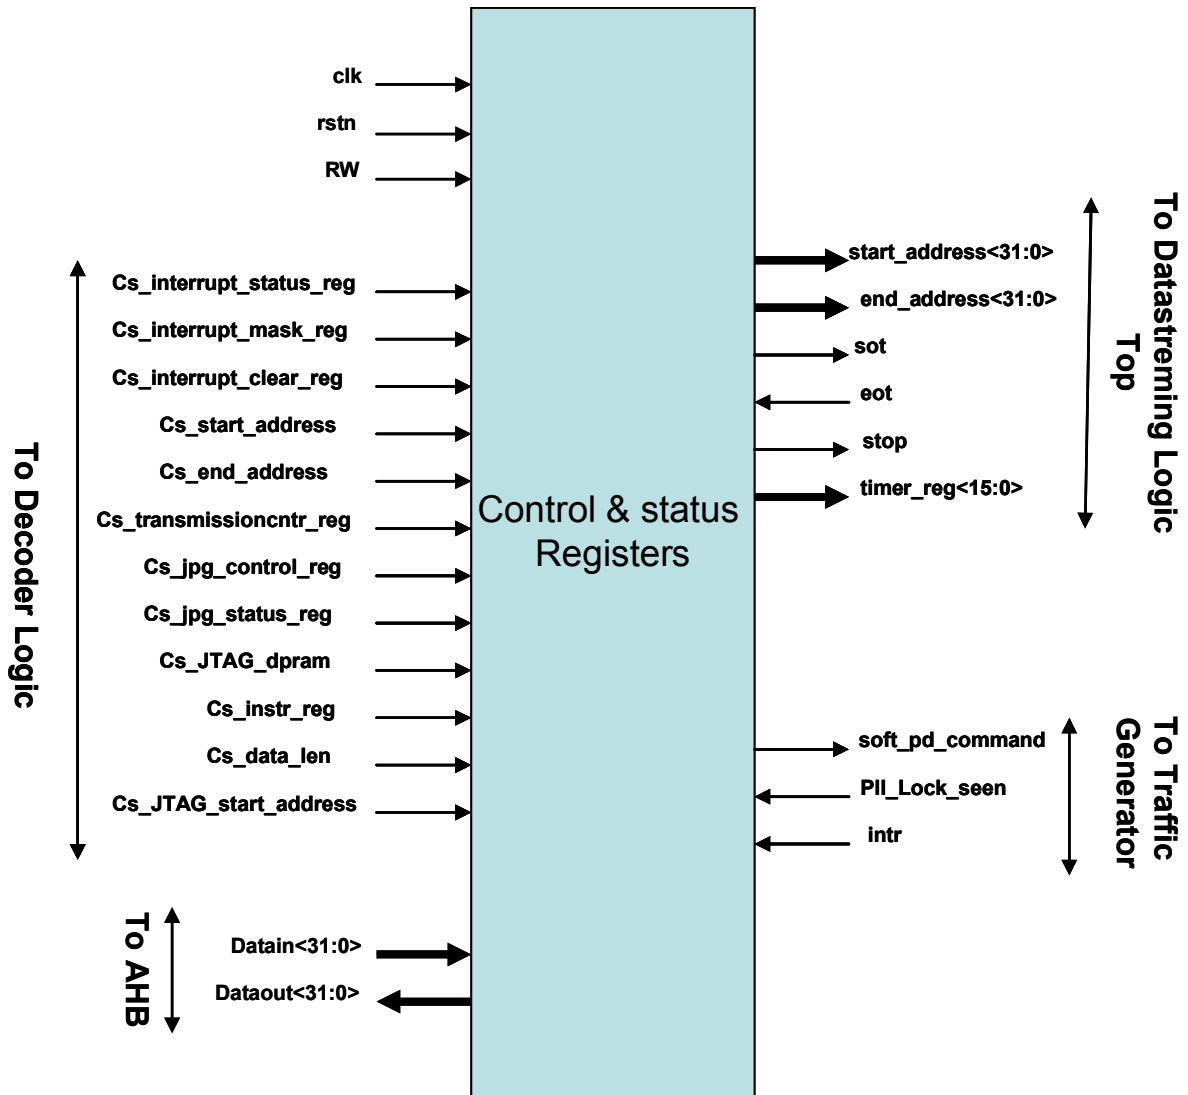 clk
rstn
RW
To Decoder Logic
Cs_interrupt_status_reg
Cs_interrupt_mask_reg
Cs_interrupt_clear_reg
Cs_start_address
Cs_end_address
Cs_transmissioncntr_reg
Cs_jpg_control_reg
Cs_jpg_status_reg
Cs_JTAG_dpram
Cs_instr_reg
Cs_data_len
Cs_JTAG_start_address
To AHB
Datain<31:0>
Dataout<31:0>
Control & status
Registers
start_address<31:0>
end_address<31:0>
sot
eot
stop
timer_reg<15:0>
To Datastreming Logic
Top
soft_pd_command
Pll_Lock_seen
intr
To Traffic
Generator